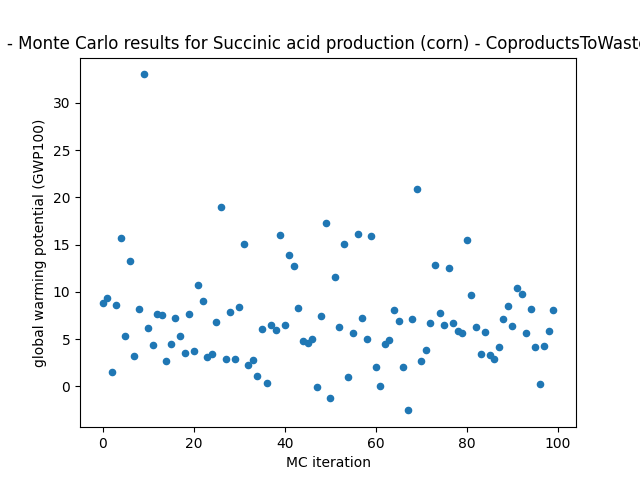 - Monte Carlo results for Succinic acid production (corn) - CoproductsToWaste
global warming potential (GWP100)
30
25
20
15
10
5
0
0 20 40 60 80 100
MC iteration